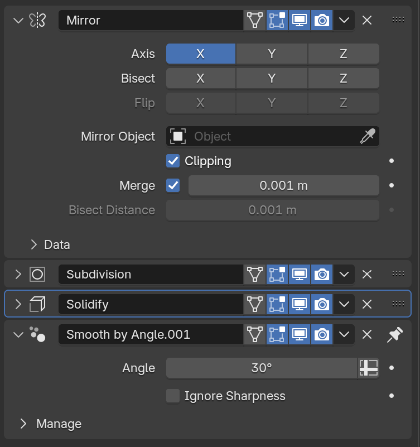 Mirror
Axis X Y Z
Bisect X Y Z
Flip X Y Z
Mirror Object Object
Clipping
Merge 0.001 m
Bisect Distance 0.001 m
Data
Subdivision
Solidify
Smooth by Angle.001
Angle 30°
Ignore Sharpness
Manage